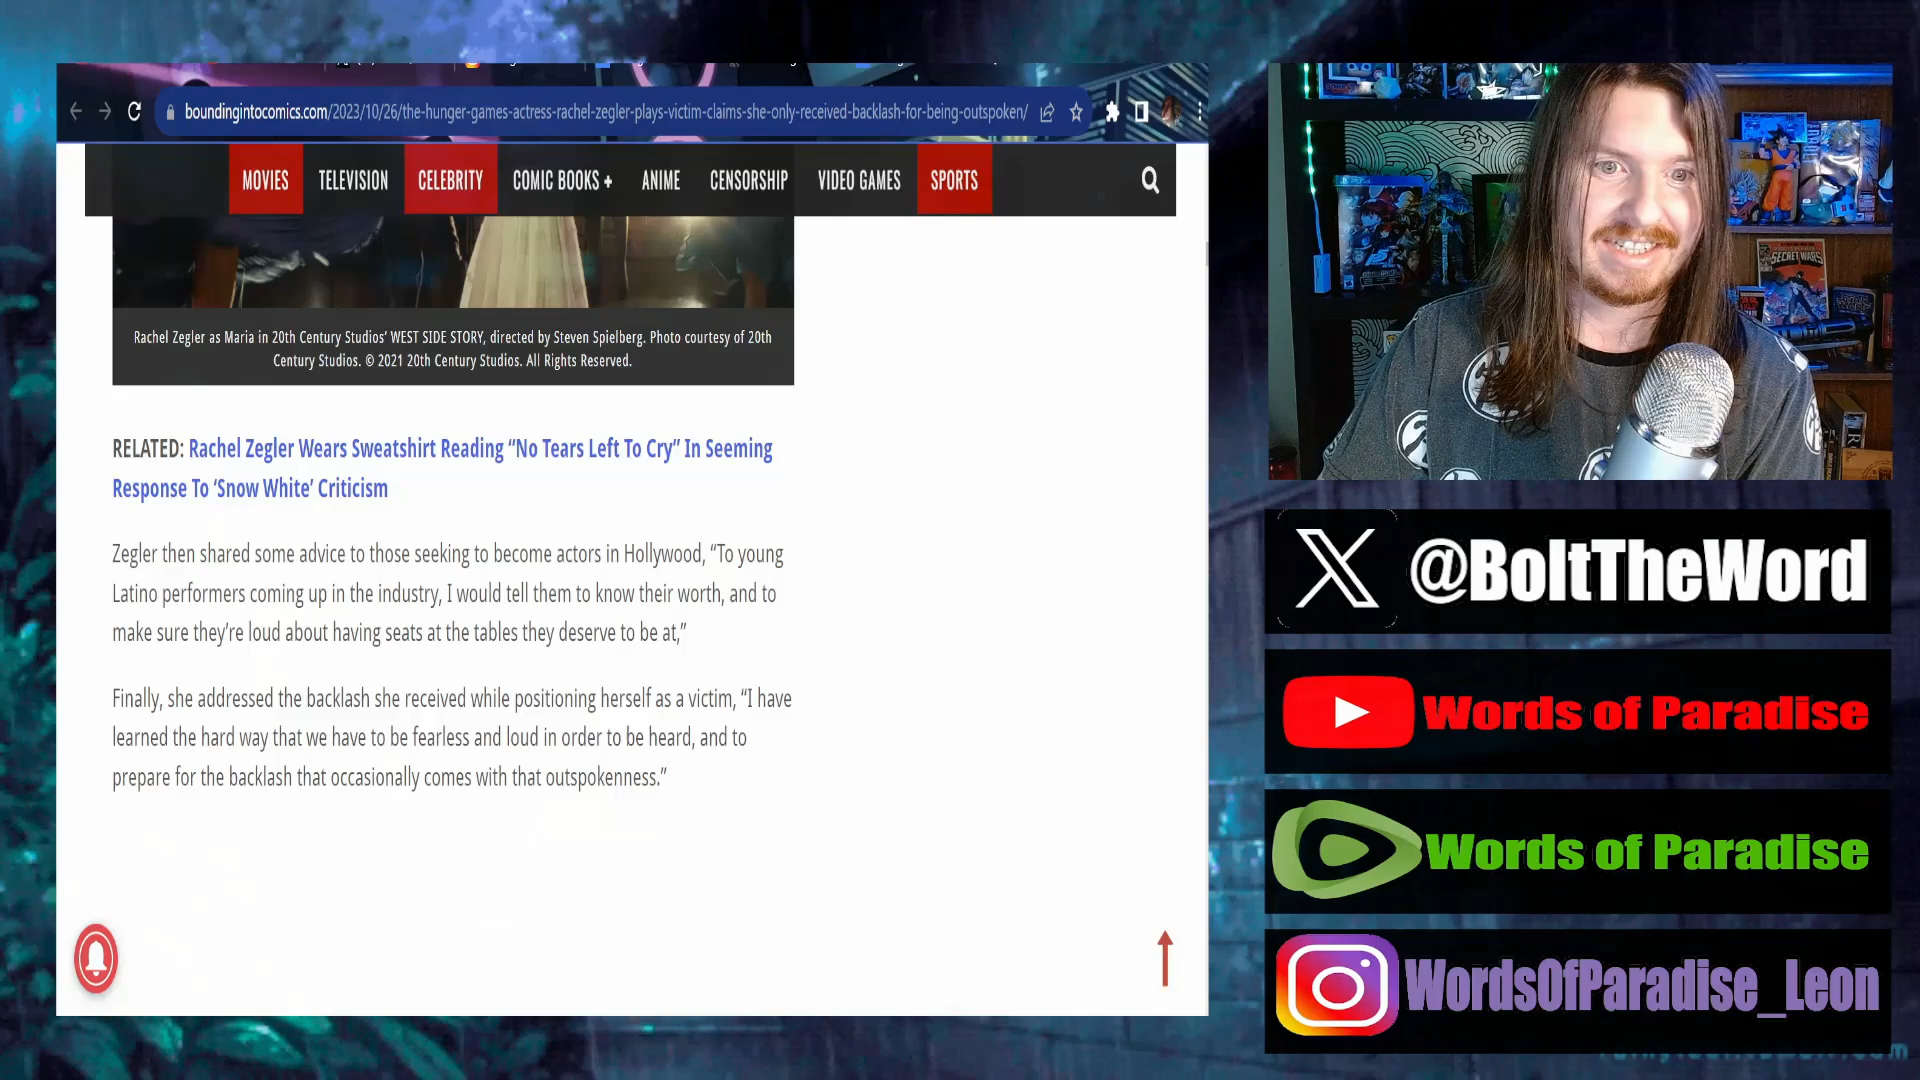 boundingintocomics.com/2023/10/26/the-hunger-games-actress-rachel-zegler-plays-victim-claims-she-only-received-backlash-for-being-outspoken/
MOVIES TELEVISION CELEBRITY COMIC BOOKS + ANIME CENSORSHIP VIDEO GAMES SPORTS
Rachel Zegler as Maria in 20th Century Studios’ WEST SIDE STORY, directed by Steven Spielberg. Photo courtesy of 20th
Century Studios. © 2021 20th Century Studios. All Rights Reserved.
RELATED: Rachel Zegler Wears Sweatshirt Reading “No Tears Left To Cry” In Seeming
Response To ‘Snow White’ Criticism
Zegler then shared some advice to those seeking to become actors in Hollywood, “To young
Latino performers coming up in the industry, I would tell them to know their worth, and to
make sure they’re loud about having seats at the tables they deserve to be at,”
Finally, she addressed the backlash she received while positioning herself as a victim, “I have
learned the hard way that we have to be fearless and loud in order to be heard, and to
prepare for the backlash that occasionally comes with that outspokenness.”
SECRET WARS
@BoltTheWord
Words of Paradise
Words of Paradise
WordsOfParadise_Leon